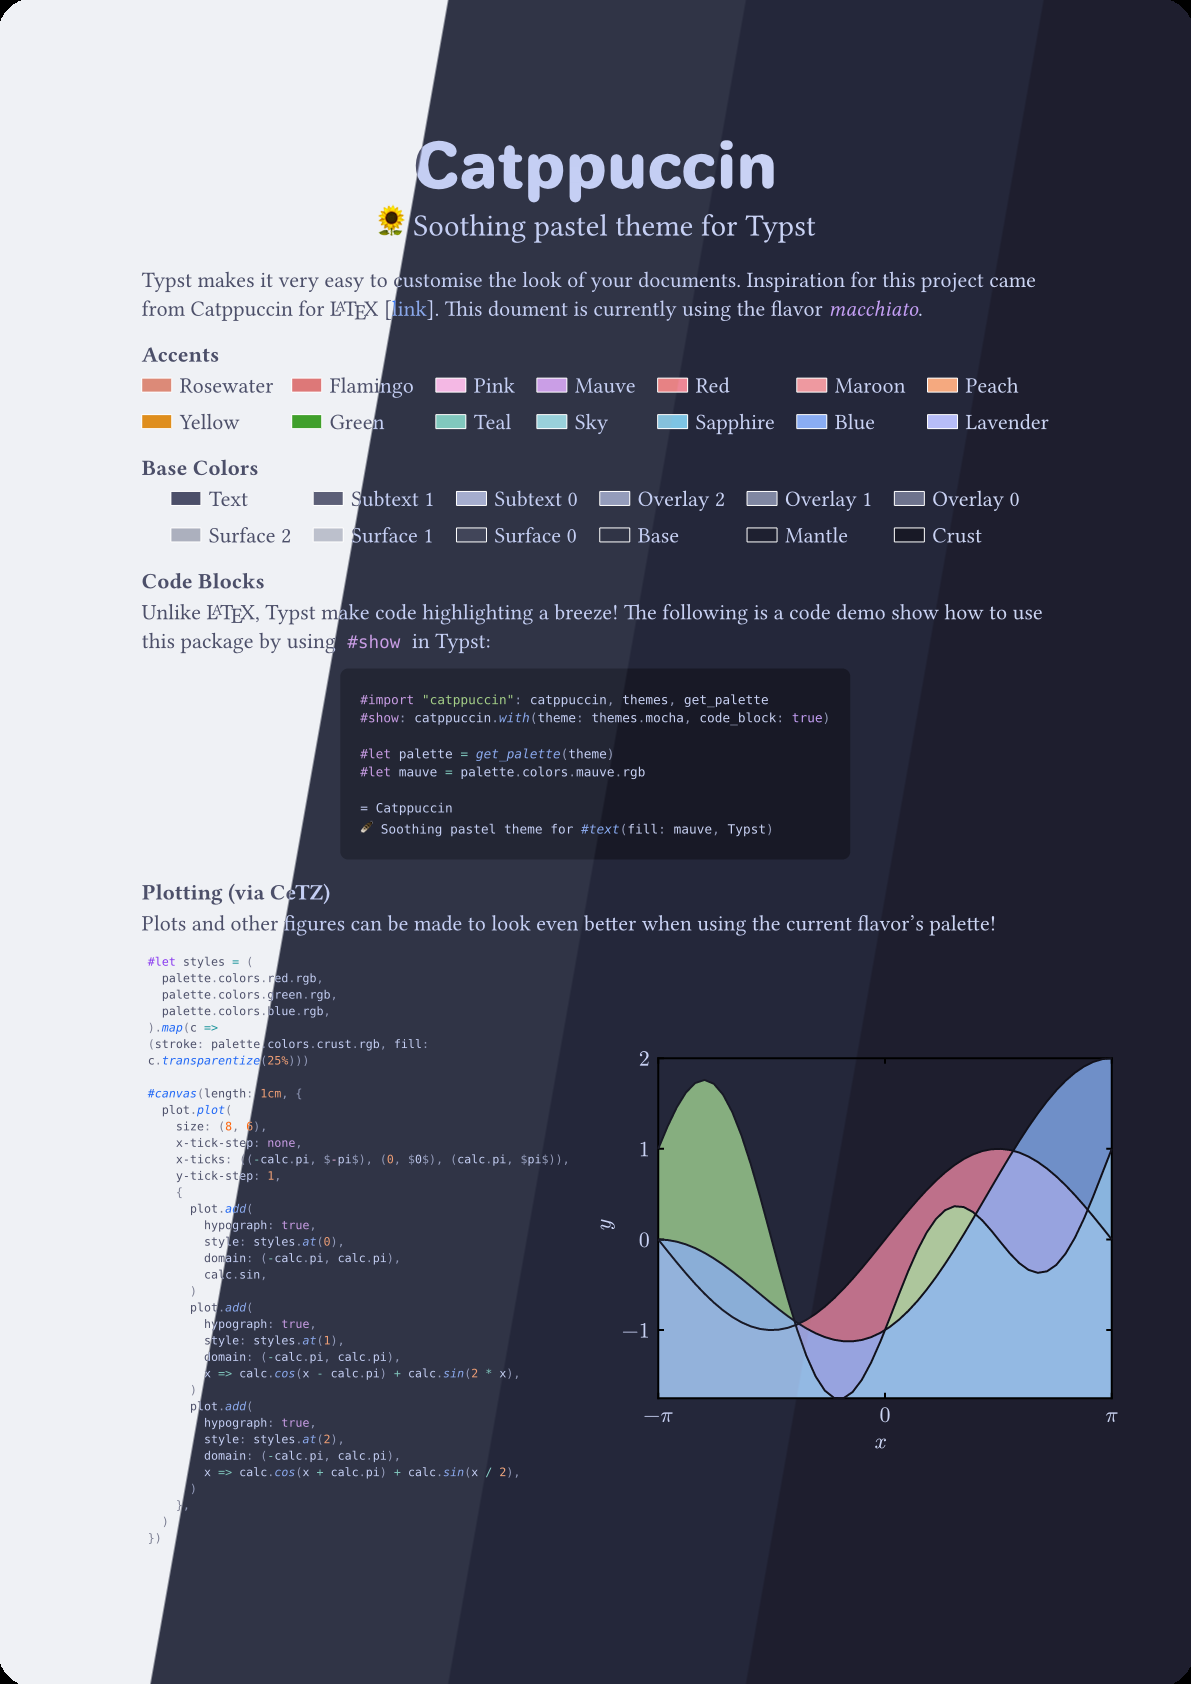 Catppuccin
🌻 Soothing pastel theme for Typst
Typst makes it very easy to customise the look of your documents. Inspiration for this project came
from Catppuccin for LATEX [link]. This doument is currently using the flavor macchiato.
Accents
Rosewater Flamingo Pink Mauve Red Maroon Peach
Yellow Green Teal Sky Sapphire Blue Lavender
Base Colors
Text Subtext 1 Subtext 0 Overlay 2 Overlay 1 Overlay 0
Surface 2 Surface 1 Surface 0 Base Mantle Crust
Code Blocks
Unlike LATEX, Typst make code highlighting a breeze! The following is a code demo show how to use
this package by using #show in Typst:
#import "catppuccin": catppuccin, themes, get_palette
#show: catppuccin.with(theme: themes.mocha, code_block: true)
#let palette = get_palette(theme)
#let mauve = palette.colors.mauve.rgb
= Catppuccin
🪶 Soothing pastel theme for #text(fill: mauve, Typst)
Plotting (via CeTZ)
Plots and other figures can be made to look even better when using the current flavor's palette!
#let styles = (
palette.colors.red.rgb,
palette.colors.green.rgb,
palette.colors.blue.rgb,
).map(c =>
(stroke: palette.colors.crust.rgb, fill:
c.transparentize(25%)))
#canvas(length: 1cm, {
plot.plot(
size: (8, 6),
x-tick-step: none,
x-ticks: ((-calc.pi, $-pi$), (0, $0$), (calc.pi, $pi$)),
y-tick-step: 1,
{
plot.add(
hypograph: true,
style: styles.at(0),
domain: (-calc.pi, calc.pi),
calc.sin,
)
plot.add(
hypograph: true,
style: styles.at(1),
domain: (-calc.pi, calc.pi),
x => calc.cos(x - calc.pi) + calc.sin(2 * x),
)
plot.add(
hypograph: true,
style: styles.at(2),
domain: (-calc.pi, calc.pi),
x => calc.cos(x + calc.pi) + calc.sin(x / 2),
)
},
)
})
2
1
0
−1
y
−π 0 π
x